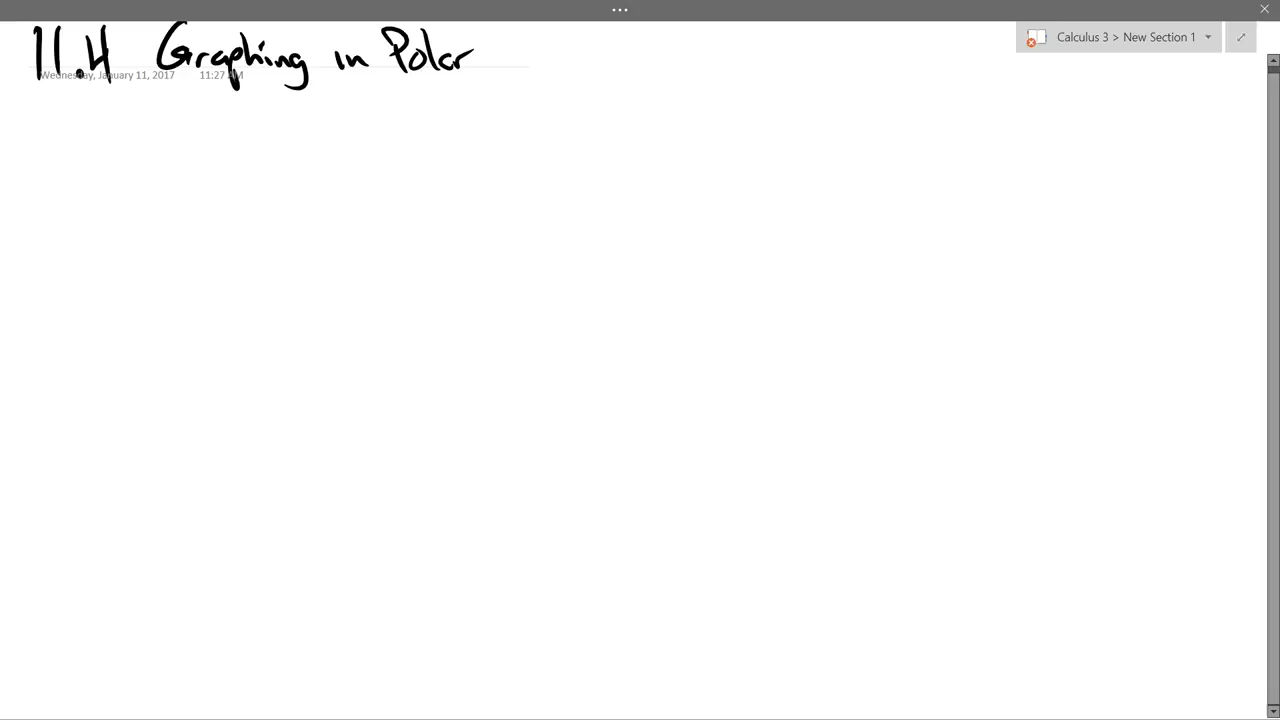 •••
11.4 Graphing in Polar
Calculus 3 > New Section 1
Wednesday, January 11, 2017 11:27 AM